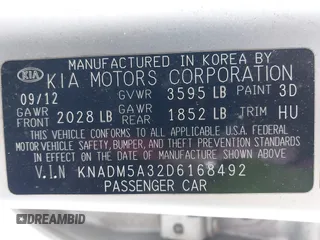 MANUFACTURED IN KOREA BY
KIA KIA MOTORS CORPORATION
09/12 GVWR 3595 LB PAINT 3D
GAWR FRONT 2028 LB GAWR REAR 1852 LB TRIM HU
THIS VEHICLE CONFORMS TO ALL APPLICABLE U.S. FEDERAL
MOTOR VEHICLE SAFETY, BUMPER, AND THEFT PREVENTION STANDARDS
IN EFFECT ON THE DATE OF MANUFACTURE SHOWN ABOVE.
V.I.N KNADM5A32D6168492
PASSENGER CAR